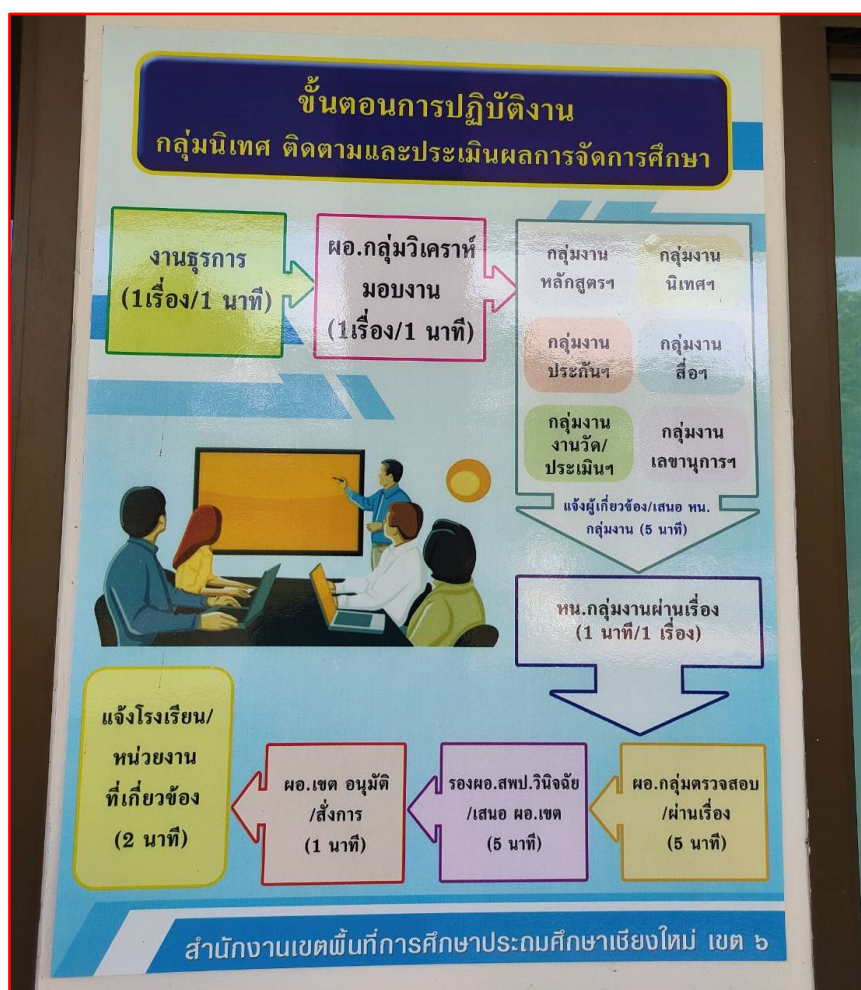 ขั้นตอนการปฏิบัติงาน
กลุ่มนิเทศ ติดตามและประเมินผลการจัดการศึกษา
งานธุรการ
(1เรื่อง/1 นาที)
ผอ.กลุ่มวิเคราห์
มอบงาน
(1เรื่อง/1 นาที)
กลุ่มงาน
หลักสูตรฯ
กลุ่มงาน
นิเทศฯ
กลุ่มงาน
ประกันฯ
กลุ่มงาน
สื่อฯ
กลุ่มงาน
งานวัด/
ประเมินฯ
กลุ่มงาน
เลขานุการฯ
แจ้งผู้เกี่ยวข้อง/เสนอ หน.
กลุ่มงาน (5 นาที)
หน.กลุ่มงานผ่านเรื่อง
(1 นาที/1 เรื่อง)
ผอ.กลุ่มตรวจสอบ
/ผ่านเรื่อง
(5 นาที)
รองผอ.สพป.วินิจฉัย
/เสนอ ผอ.เขต
(5 นาที)
ผอ.เขต อนุมัติ
/สั่งการ
(1 นาที)
แจ้งโรงเรียน/
หน่วยงาน
ที่เกี่ยวข้อง
(2 นาที)
สำนักงานเขตพื้นที่การศึกษาประถมศึกษาเชียงใหม่ เขต ๖